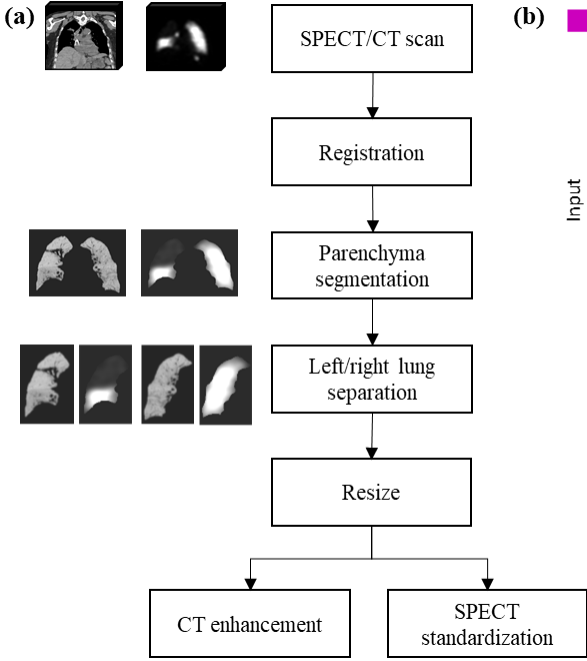 (a)
(b)
SPECT/CT scan
Registration
Input
Parenchyma
segmentation
Left/right lung
separation
Resize
CT enhancement
SPECT
standardization